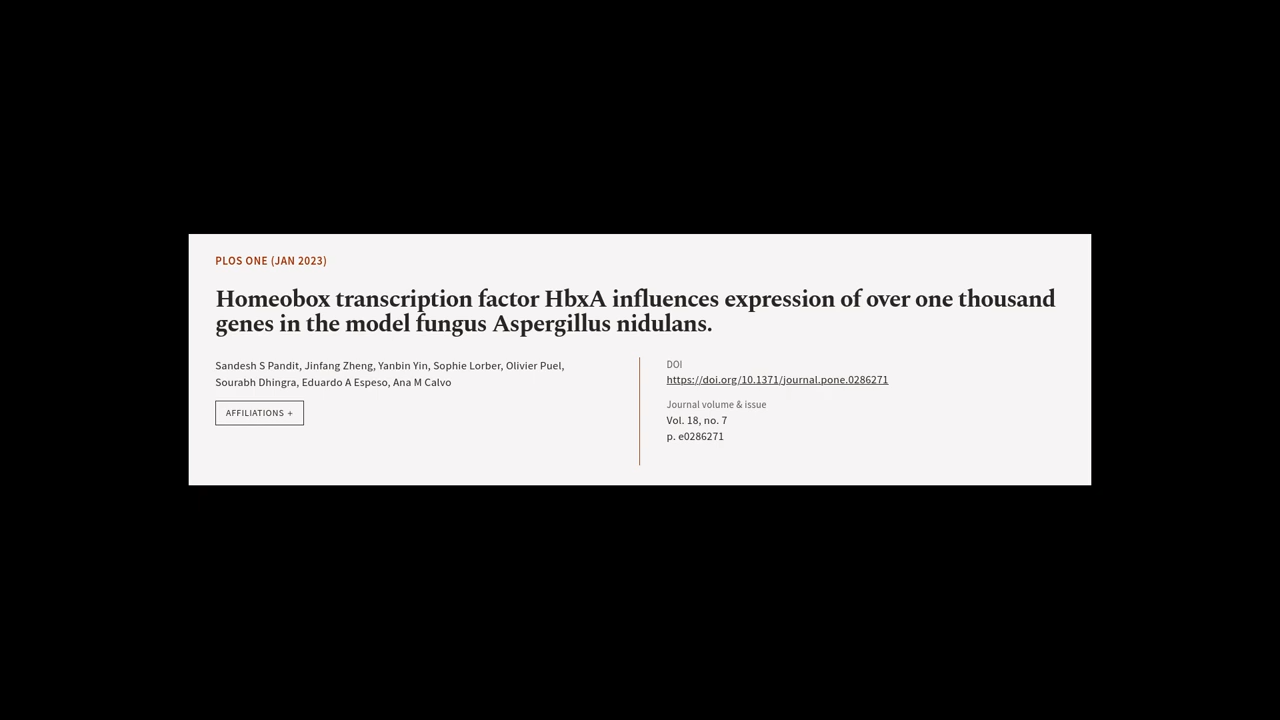 PLOS ONE (JAN 2023)
Homeobox transcription factor HbxA influences expression of over one thousand
genes in the model fungus Aspergillus nidulans.
Sandesh S Pandit, Jinfang Zheng, Yanbin Yin, Sophie Lorber, Olivier Puel,
Sourabh Dhingra, Eduardo A Espeso, Ana M Calvo
AFFILIATIONS +
DOI
https://doi.org/10.1371/journal.pone.0286271
Journal volume & issue
Vol. 18, no. 7
p. e0286271